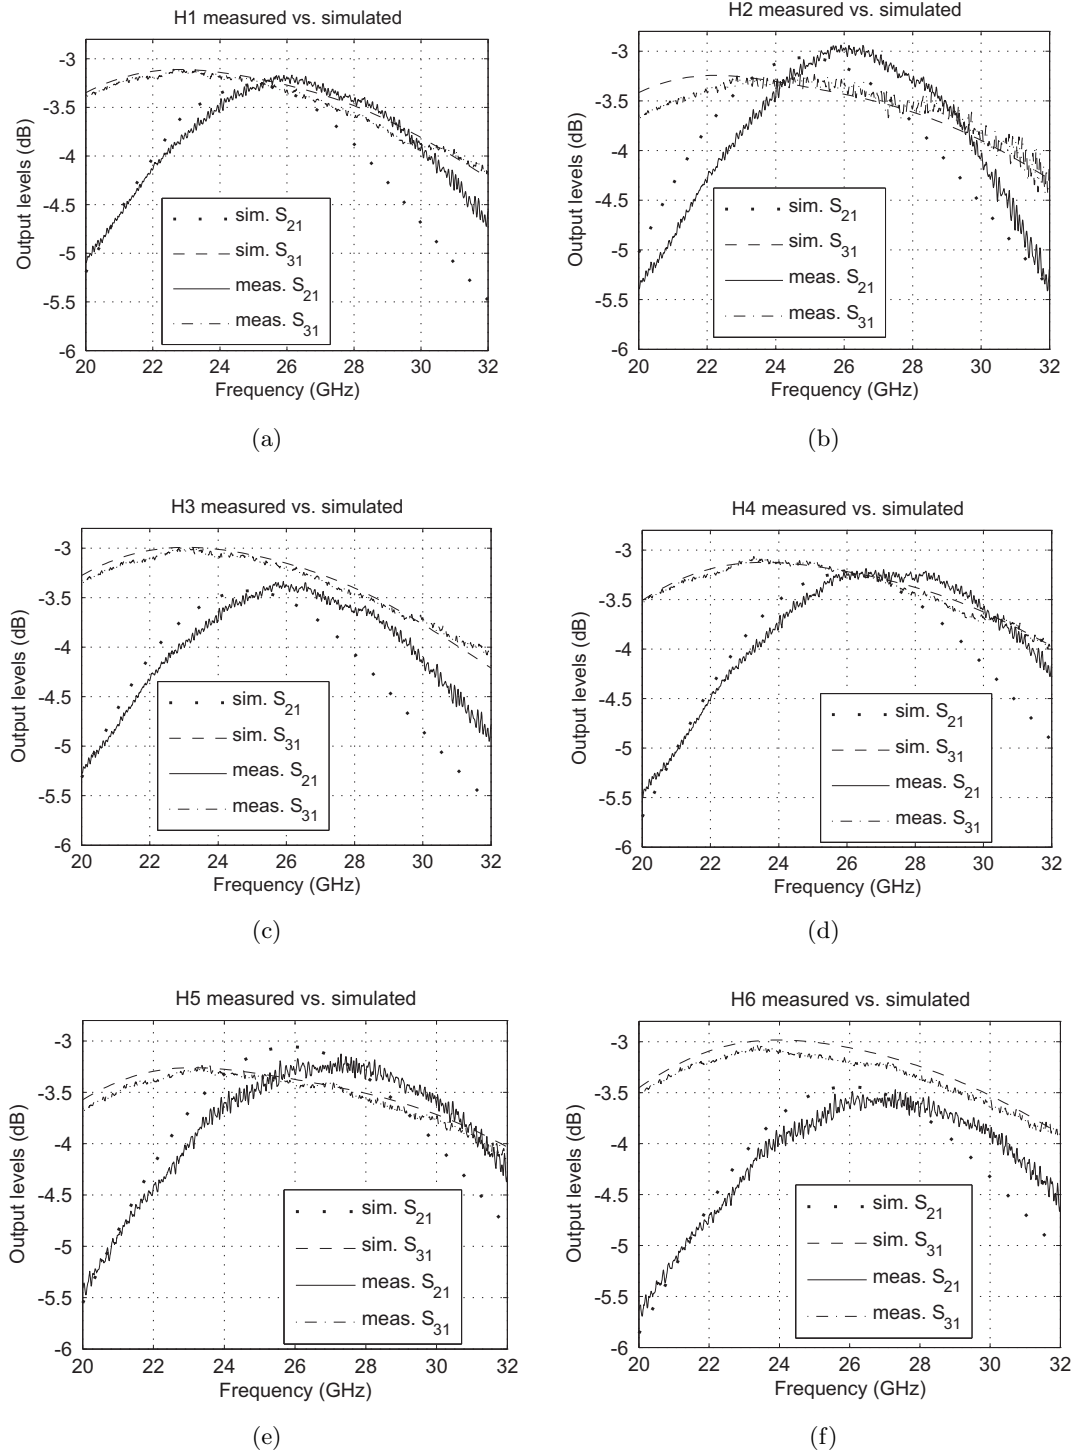 H1 measured vs. simulated
-3
-3.5
-4
-4.5
-5
-5.5
-6
Output levels (dB)
sim. S21
sim. S31
meas. S21
meas. S31
20 22 24 26 28 30 32
Frequency (GHz)
(a)
H2 measured vs. simulated
-3
-3.5
-4
-4.5
-5
-5.5
-6
Output levels (dB)
sim. S21
sim. S31
meas. S21
meas. S31
20 22 24 26 28 30 32
Frequency (GHz)
(b)
H3 measured vs. simulated
-3
-3.5
-4
-4.5
-5
-5.5
-6
Output levels (dB)
sim. S21
sim. S31
meas. S21
meas. S31
20 22 24 26 28 30 32
Frequency (GHz)
(c)
H4 measured vs. simulated
-3
-3.5
-4
-4.5
-5
-5.5
-6
Output levels (dB)
sim. S21
sim. S31
meas. S21
meas. S31
20 22 24 26 28 30 32
Frequency (GHz)
(d)
H5 measured vs. simulated
-3
-3.5
-4
-4.5
-5
-5.5
-6
Output levels (dB)
sim. S21
sim. S31
meas. S21
meas. S31
20 22 24 26 28 30 32
Frequency (GHz)
(e)
H6 measured vs. simulated
-3
-3.5
-4
-4.5
-5
-5.5
-6
Output levels (dB)
sim. S21
sim. S31
meas. S21
meas. S31
20 22 24 26 28 30 32
Frequency (GHz)
(f)